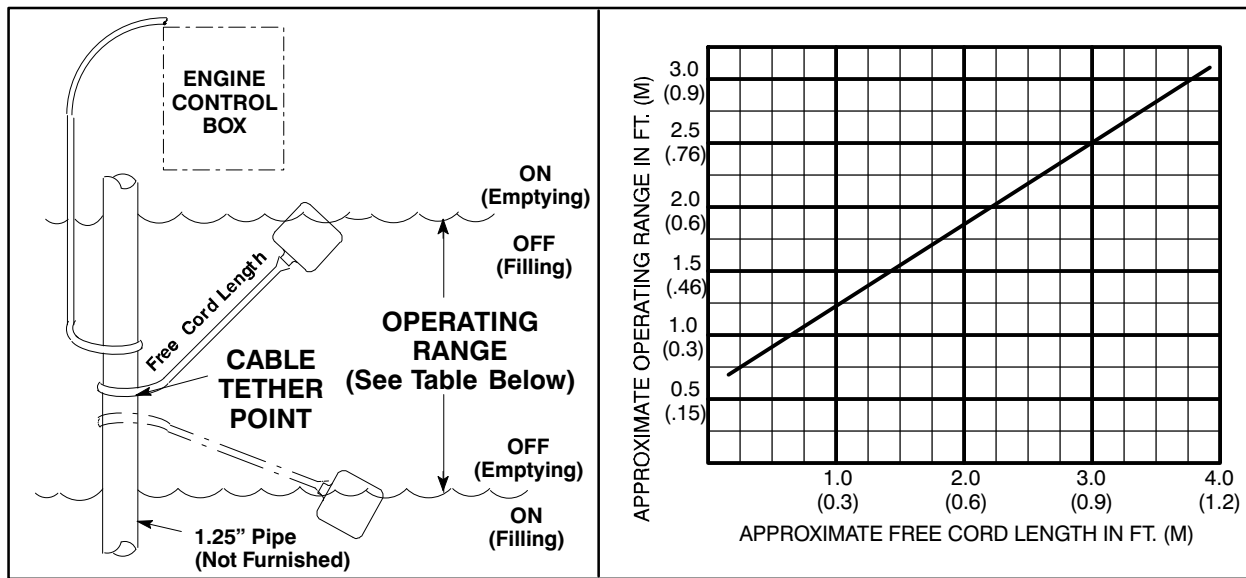 ENGINE
CONTROL
BOX
ON
(Emptying)
OFF
(Filling)
Free Cord Length
OPERATING
RANGE
(See Table Below)
CABLE
TETHER
POINT
OFF
(Emptying)
ON
(Filling)
1.25” Pipe
(Not Furnished)
APPROXIMATE OPERATING RANGE IN FT. (M)
3.0
(0.9)
2.5
(.76)
2.0
(0.6)
1.5
(.46)
1.0
(0.3)
0.5
(.15)
1.0 2.0 3.0 4.0
(0.3) (0.6) (0.9) (1.2)
APPROXIMATE FREE CORD LENGTH IN FT. (M)